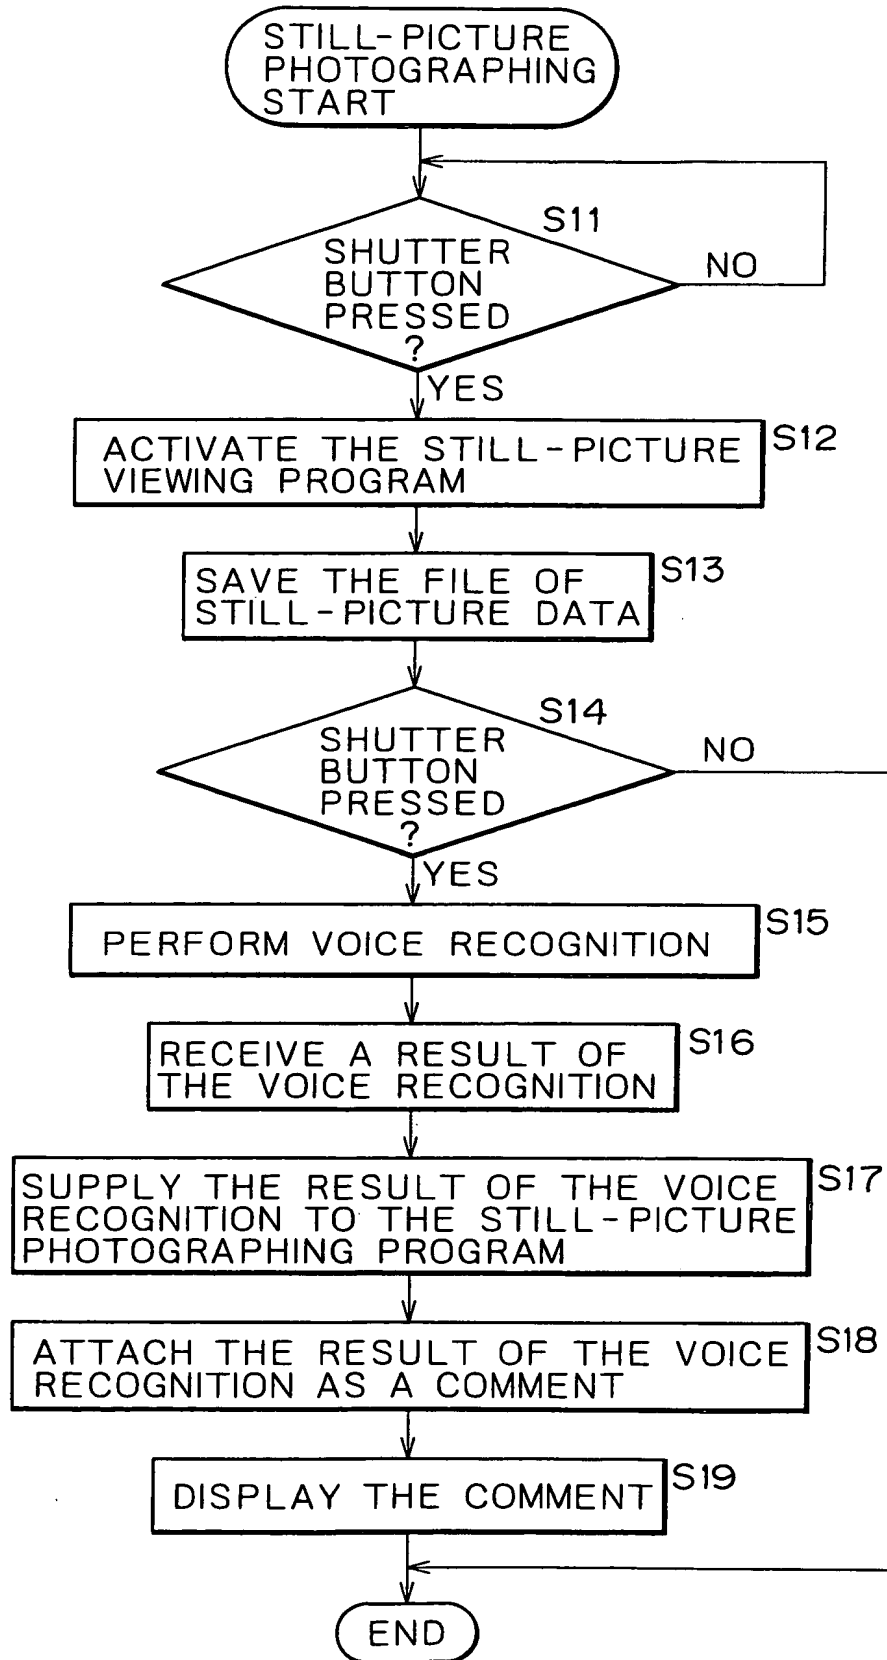 STILL-PICTURE
PHOTOGRAPHING
START
S11
SHUTTER
BUTTON
PRESSED
?
NO
YES
S12
ACTIVATE THE STILL-PICTURE
VIEWING PROGRAM
S13
SAVE THE FILE OF
STILL-PICTURE DATA
S14
SHUTTER
BUTTON
PRESSED
?
NO
YES
S15
PERFORM VOICE RECOGNITION
S16
RECEIVE A RESULT OF
THE VOICE RECOGNITION
S17
SUPPLY THE RESULT OF THE VOICE
RECOGNITION TO THE STILL-PICTURE
PHOTOGRAPHING PROGRAM
S18
ATTACH THE RESULT OF THE VOICE
RECOGNITION AS A COMMENT
S19
DISPLAY THE COMMENT
END